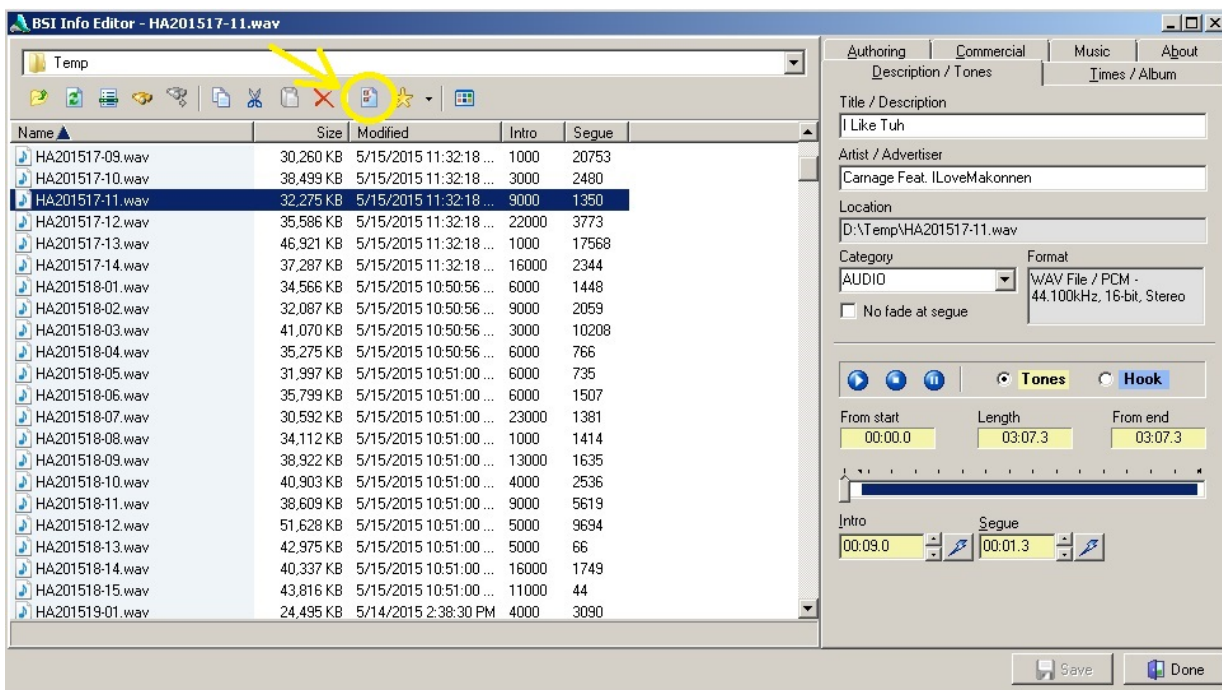 BSI Info Editor - HA201517-11.wav
Temp
Name Size Modified Intro Segue
HA201517-09.wav 30,260 KB 5/15/2015 11:32:18 ... 1000 20753
HA201517-10.wav 38,499 KB 5/15/2015 11:32:18 ... 3000 2480
HA201517-11.wav 32,275 KB 5/15/2015 11:32:18 ... 9000 1350
HA201517-12.wav 35,586 KB 5/15/2015 11:32:18 ... 22000 3773
HA201517-13.wav 46,921 KB 5/15/2015 11:32:18 ... 1000 17568
HA201517-14.wav 37,287 KB 5/15/2015 11:32:18 ... 16000 2344
HA201518-01.wav 34,566 KB 5/15/2015 10:50:56 ... 6000 1448
HA201518-02.wav 32,087 KB 5/15/2015 10:50:56 ... 9000 2059
HA201518-03.wav 41,070 KB 5/15/2015 10:50:56 ... 3000 10208
HA201518-04.wav 35,275 KB 5/15/2015 10:50:56 ... 6000 766
HA201518-05.wav 31,997 KB 5/15/2015 10:51:00 ... 6000 735
HA201518-06.wav 35,799 KB 5/15/2015 10:51:00 ... 6000 1507
HA201518-07.wav 30,592 KB 5/15/2015 10:51:00 ... 23000 1381
HA201518-08.wav 34,112 KB 5/15/2015 10:51:00 ... 1000 1414
HA201518-09.wav 38,922 KB 5/15/2015 10:51:00 ... 13000 1635
HA201518-10.wav 40,903 KB 5/15/2015 10:51:00 ... 4000 2536
HA201518-11.wav 38,609 KB 5/15/2015 10:51:00 ... 9000 5619
HA201518-12.wav 51,628 KB 5/15/2015 10:51:00 ... 5000 9694
HA201518-13.wav 42,975 KB 5/15/2015 10:51:00 ... 5000 66
HA201518-14.wav 40,337 KB 5/15/2015 10:51:00 ... 16000 1749
HA201518-15.wav 43,816 KB 5/15/2015 10:51:00 ... 11000 44
HA201519-01.wav 24,495 KB 5/14/2015 2:38:30 PM 4000 3090
Authoring Commercial Music About
Description / Tones Times / Album
Title / Description
I Like Tuh
Artist / Advertiser
Carnage Feat. ILoveMakonnen
Location
D:\Temp\HA201517-11.wav
Category Format
AUDIO WAV File / PCM -
44.100kHz, 16-bit, Stereo
No fade at segue
Tones Hook
From start Length From end
00:00.0 03:07.3 03:07.3
Intro Segue
00:09.0 00:01.3
Save Done